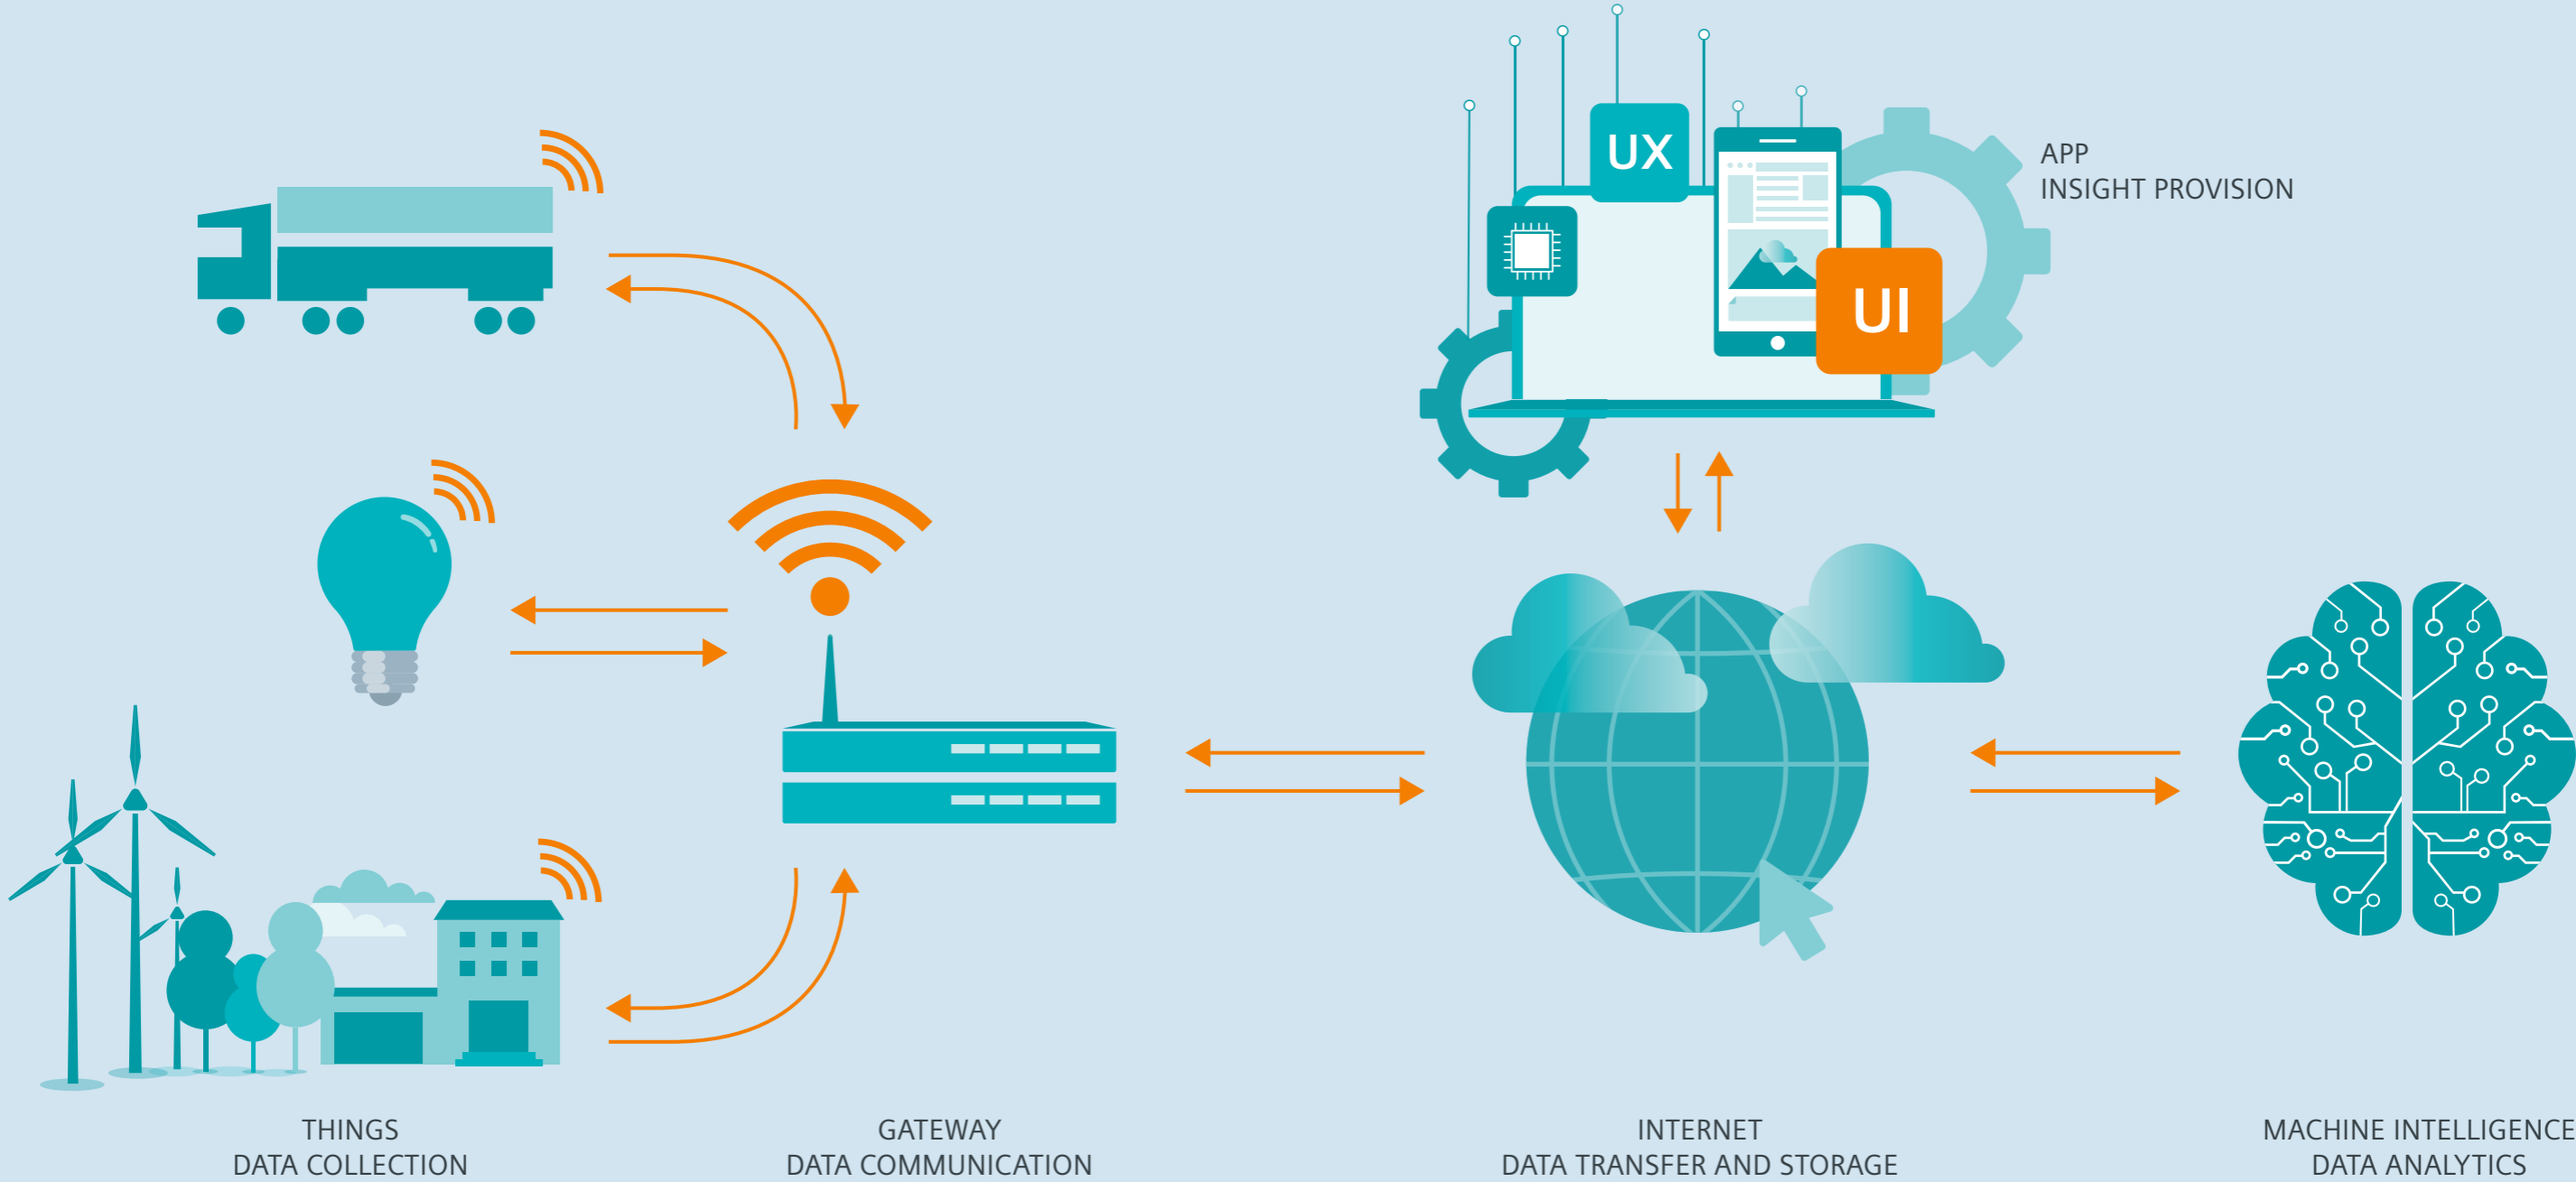 UX
UI
APP
INSIGHT PROVISION
THINGS
DATA COLLECTION
GATEWAY
DATA COMMUNICATION
INTERNET
DATA TRANSFER AND STORAGE
MACHINE INTELLIGENCE
DATA ANALYTICS